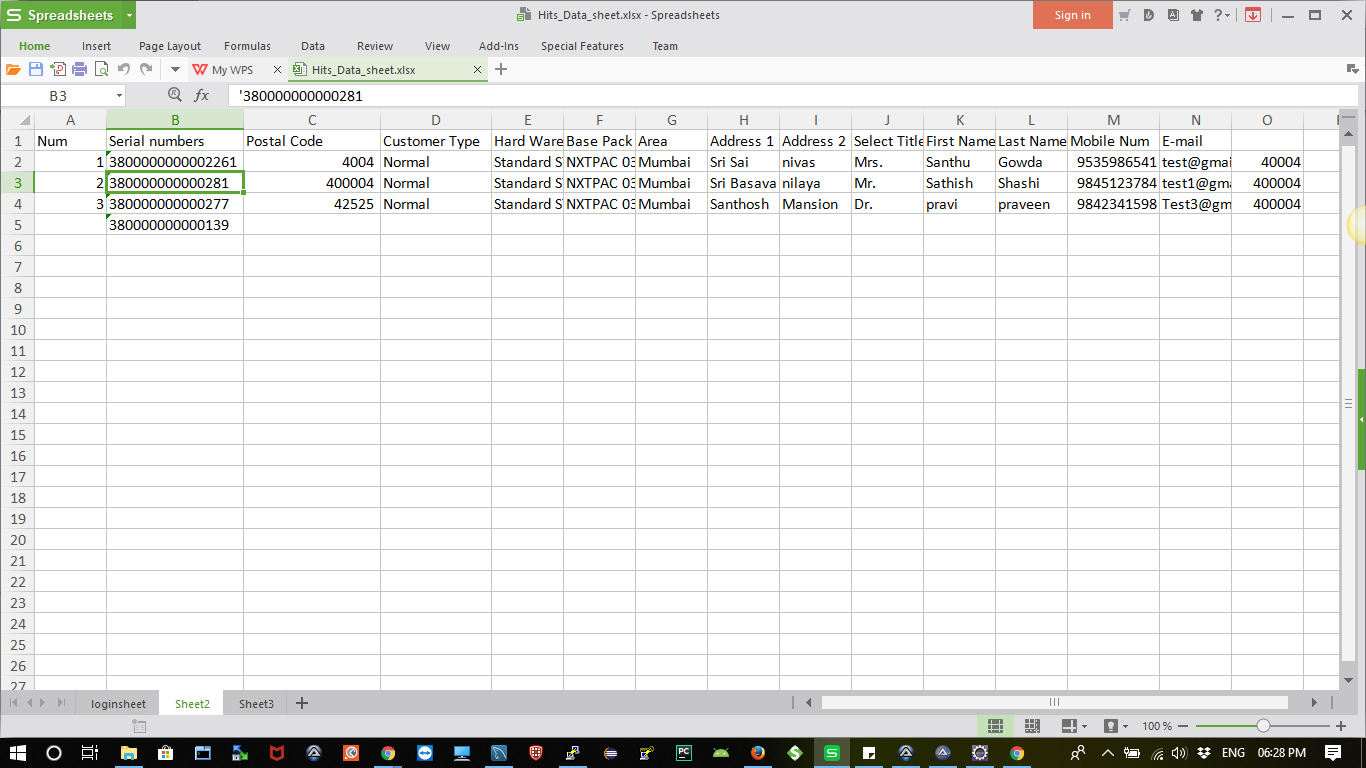 Spreadsheets
Hits_Data_sheet.xlsx - Spreadsheets
Sign in
Home Insert Page Layout Formulas Data Review View Add-Ins Special Features Team
My WPS Hits_Data_sheet.xlsx
B3 fx '380000000000281
A B C D E F G H I J K L M N O
1 Num Serial numbers Postal Code Customer Type Hard Ware Base Pack Area Address 1 Address 2 Select Title First Name Last Name Mobile Num E-mail
2 1 3800000000002261 4004 Normal Standard S NXTPAC 03 Mumbai Sri Sai nivas Mrs. Santhu Gowda 9535986541 test@gmai 40004
3 2 380000000000281 400004 Normal Standard S NXTPAC 03 Mumbai Sri Basava nilaya Mr. Sathish Shashi 9845123784 test1@gma 400004
4 3 380000000000277 42525 Normal Standard S NXTPAC 03 Mumbai Santhosh Mansion Dr. pravi praveen 9842341598 Test3@gm 400004
5 380000000000139
6
7
8
9
10
11
12
13
14
15
16
17
18
19
20
21
22
23
24
25
26
27
loginsheet Sheet2 Sheet3
100 %
ENG 06:28 PM